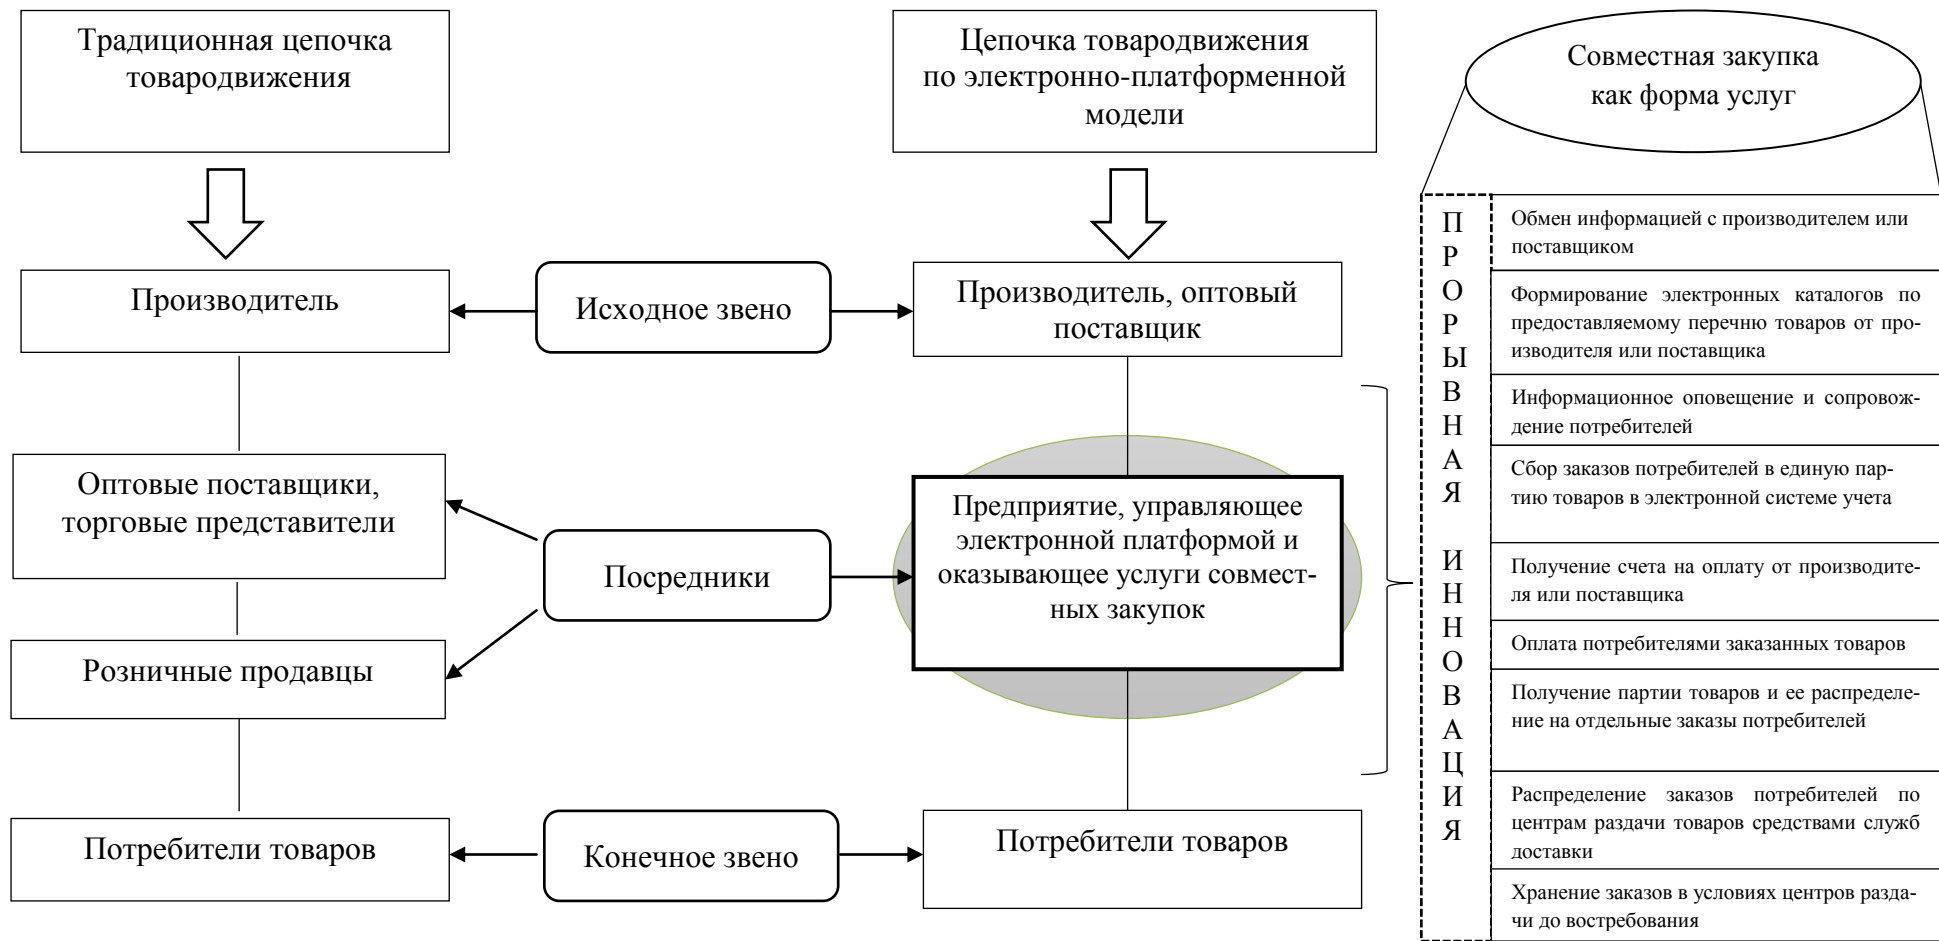 Традиционная цепочка
товародвижения
Цепочка товародвижения
по электронно-платформенной
модели
Совместная закупка
как форма услуг
Производитель
Исходное звено
Производитель, оптовый
поставщик
Оптовые поставщики,
торговые представители
Посредники
Предприятие, управляющее
электронной платформой и
оказывающее услуги совмест-
ных закупок
Розничные продавцы
Потребители товаров
Конечное звено
Потребители товаров
П
Р
О
Р
Ы
В
Н
А
Я
И
Н
Н
О
В
А
Ц
И
Я
Обмен информацией с производителем или
поставщиком
Формирование электронных каталогов по
предоставляемому перечню товаров от про-
изводителя или поставщика
Информационное оповещение и сопровож-
дение потребителей
Сбор заказов потребителей в единую пар-
тию товаров в электронной системе учета
Получение счета на оплату от производите-
ля или поставщика
Оплата потребителями заказанных товаров
Получение партии товаров и ее распределе-
ние на отдельные заказы потребителей
Распределение заказов потребителей по
центрам раздачи товаров средствами служб
доставки
Хранение заказов в условиях центров разда-
чи до востребования